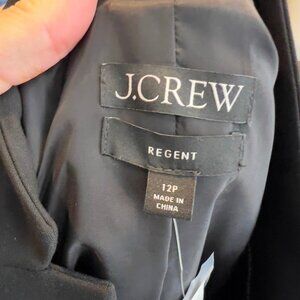 J.CREW
REGENT
12P
MADE IN
CHINA